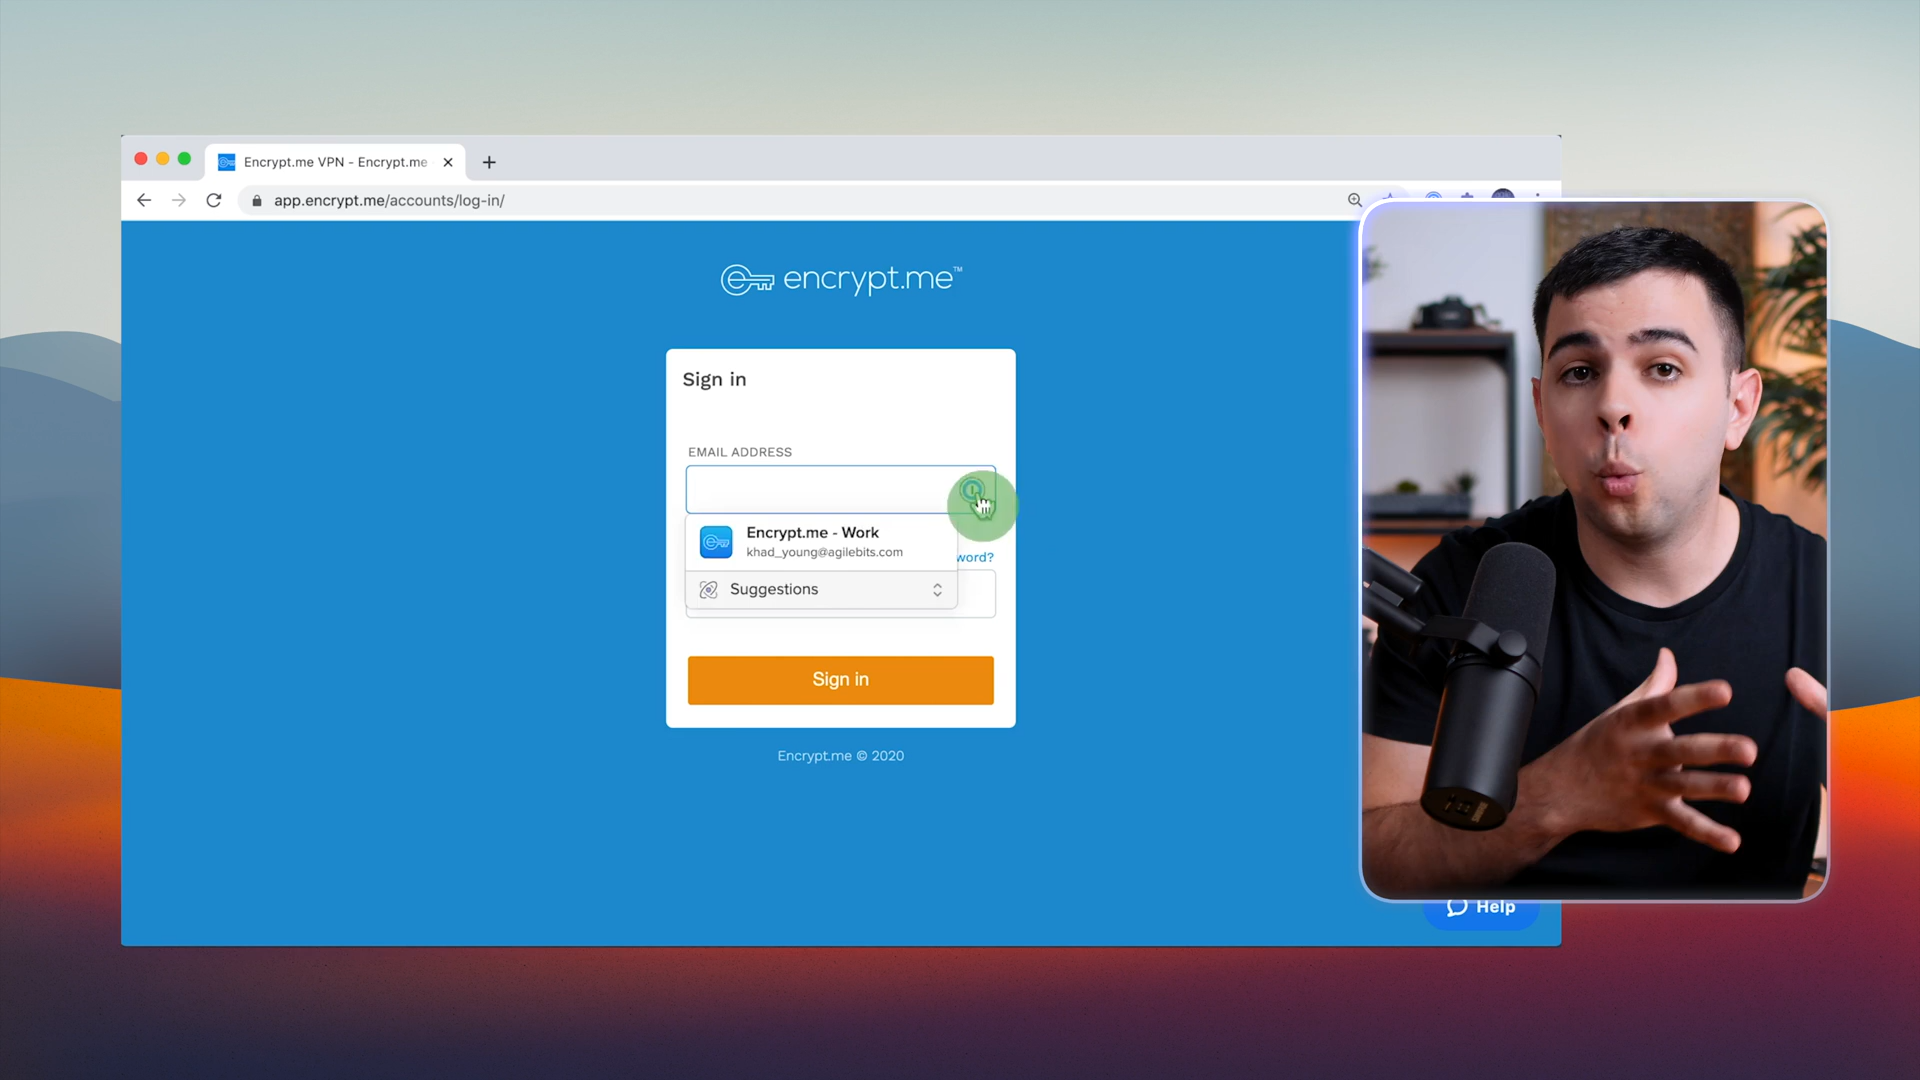 Encrypt.me VPN - Encrypt.me
app.encrypt.me/accounts/log-in/
encrypt.me™
Sign in
EMAIL ADDRESS
Encrypt.me - Work
khad_young@agilebits.com
word?
Suggestions
Sign in
Encrypt.me © 2020
Help